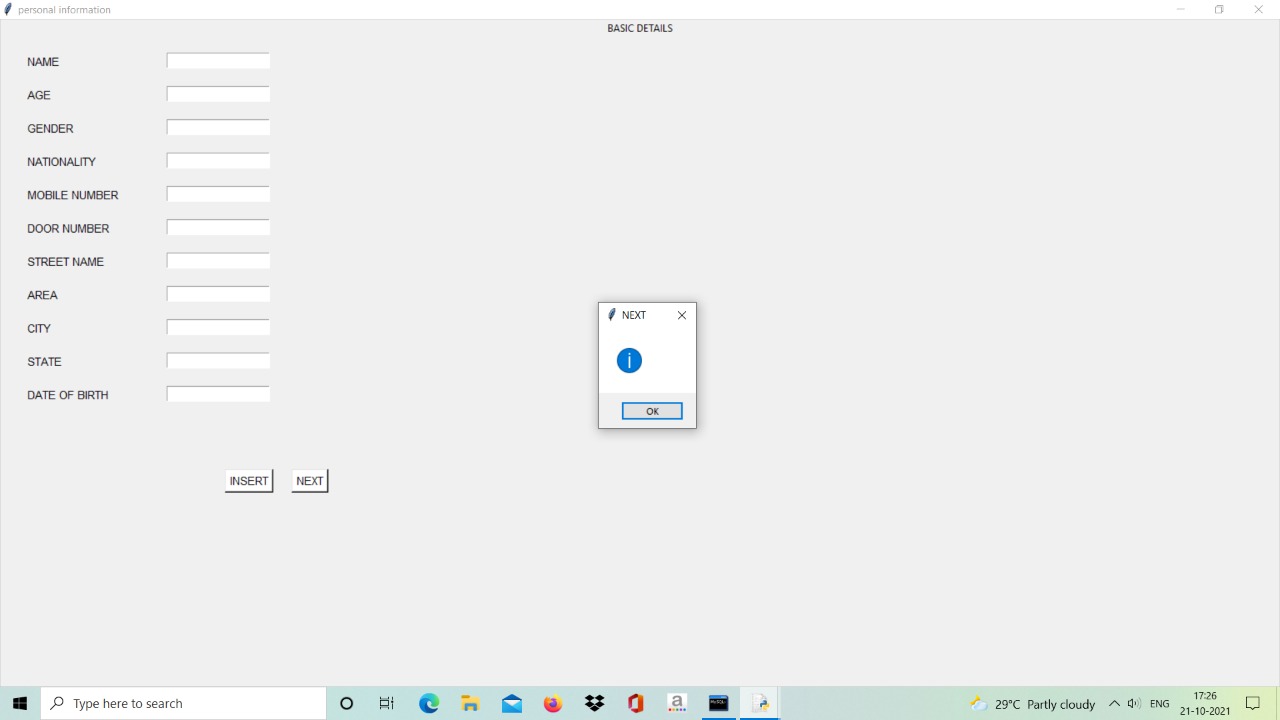 personal information
BASIC DETAILS
NAME
AGE
GENDER
NATIONALITY
MOBILE NUMBER
DOOR NUMBER
STREET NAME
AREA
CITY
STATE
DATE OF BIRTH
NEXT
i
OK
INSERT NEXT
Type here to search
a
MySQL
29°C Partly cloudy
ENG
17:26
21-10-2021